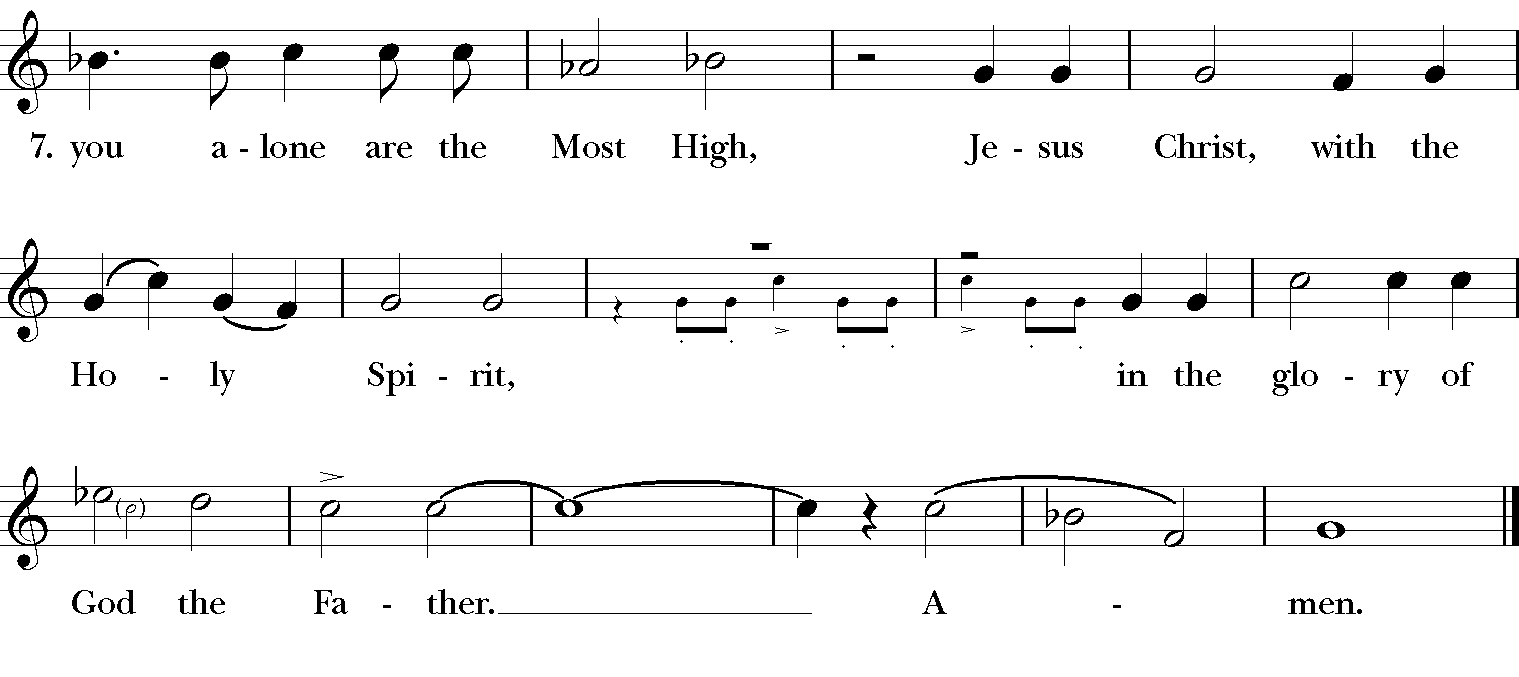 7. you a - lone are the Most High, Je - sus Christ, with the
Ho - ly Spi - rit, in the glo - ry of
God the Fa - ther. A - men.